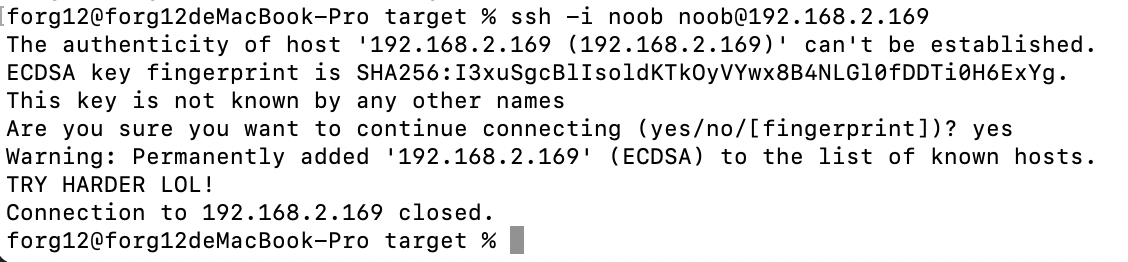 [forg12@forg12deMacBook-Pro target % ssh -i noob noob@192.168.2.169
The authenticity of host '192.168.2.169 (192.168.2.169)' can't be established.
ECDSA key fingerprint is SHA256:I3xuSgcBlIsoldKTkOyVYwx8B4NLGl0fDDTi0H6ExYg.
This key is not known by any other names
Are you sure you want to continue connecting (yes/no/[fingerprint])? yes
Warning: Permanently added '192.168.2.169' (ECDSA) to the list of known hosts.
TRY HARDER LOL!
Connection to 192.168.2.169 closed.
forg12@forg12deMacBook-Pro target %